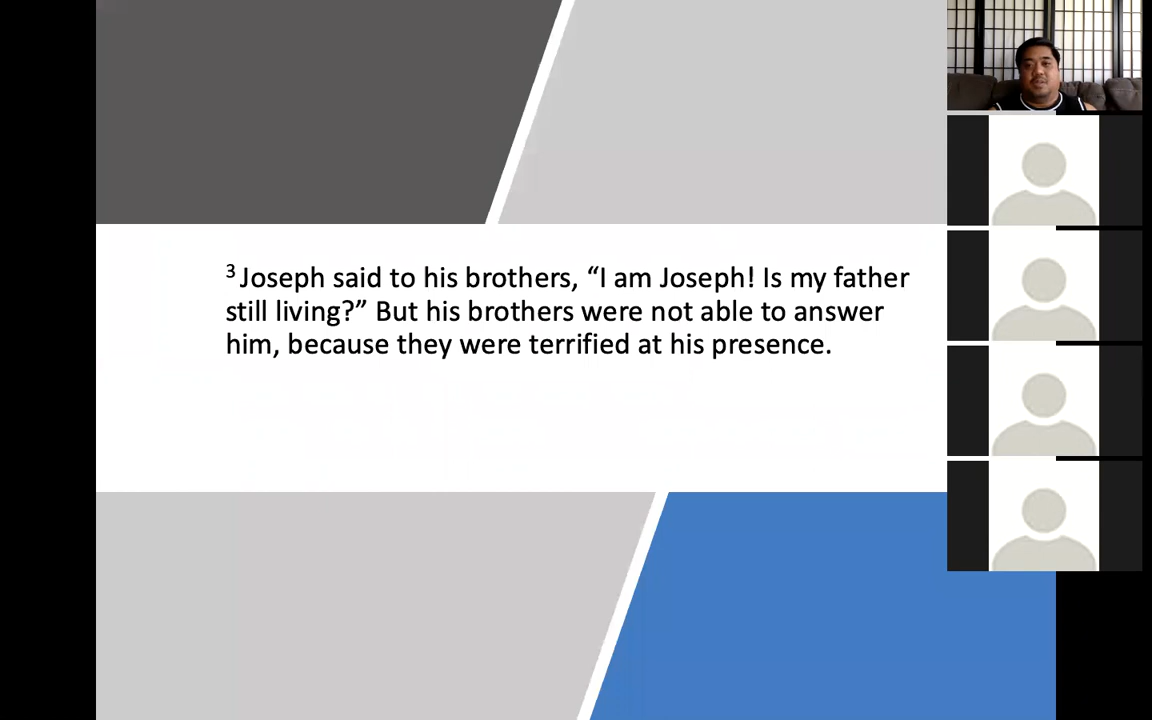 ³ Joseph said to his brothers, “I am Joseph! Is my father
still living?” But his brothers were not able to answer
him, because they were terrified at his presence.